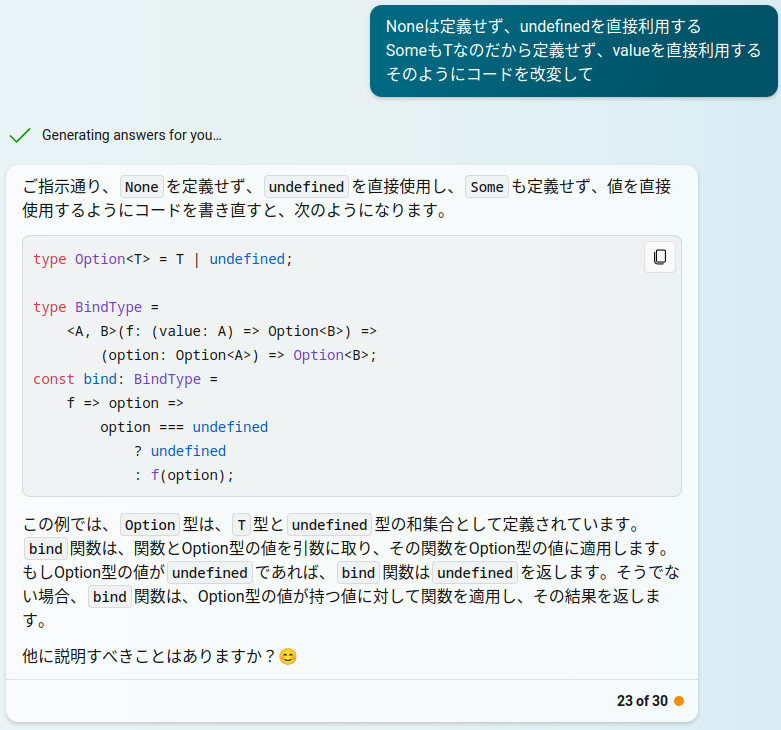 Noneは定義せず、undefinedを直接利用する
SomeもTなのだから定義せず、valueを直接利用する
そのようにコードを改変して
Generating answers for you…
ご指示通り、 None を定義せず、 undefined を直接使用し、 Some も定義せず、値を直接
使用するようにコードを書き直すと、次のようになります。
type Option<T> = T | undefined;
type BindType =
    <A, B>(f: (value: A) => Option<B>) =>
        (option: Option<A>) => Option<B>;
const bind: BindType =
    f => option =>
        option === undefined
            ? undefined
            : f(option);
この例では、 Option 型は、 T 型と undefined 型の和集合として定義されています。
bind 関数は、関数とOption型の値を引数に取り、その関数をOption型の値に適用します。
もしOption型の値が undefined であれば、 bind 関数は undefined を返します。そうでな
い場合、 bind 関数は、Option型の値が持つ値に対して関数を適用し、その結果を返しま
す。
他に説明すべきことはありますか？😊
23 of 30